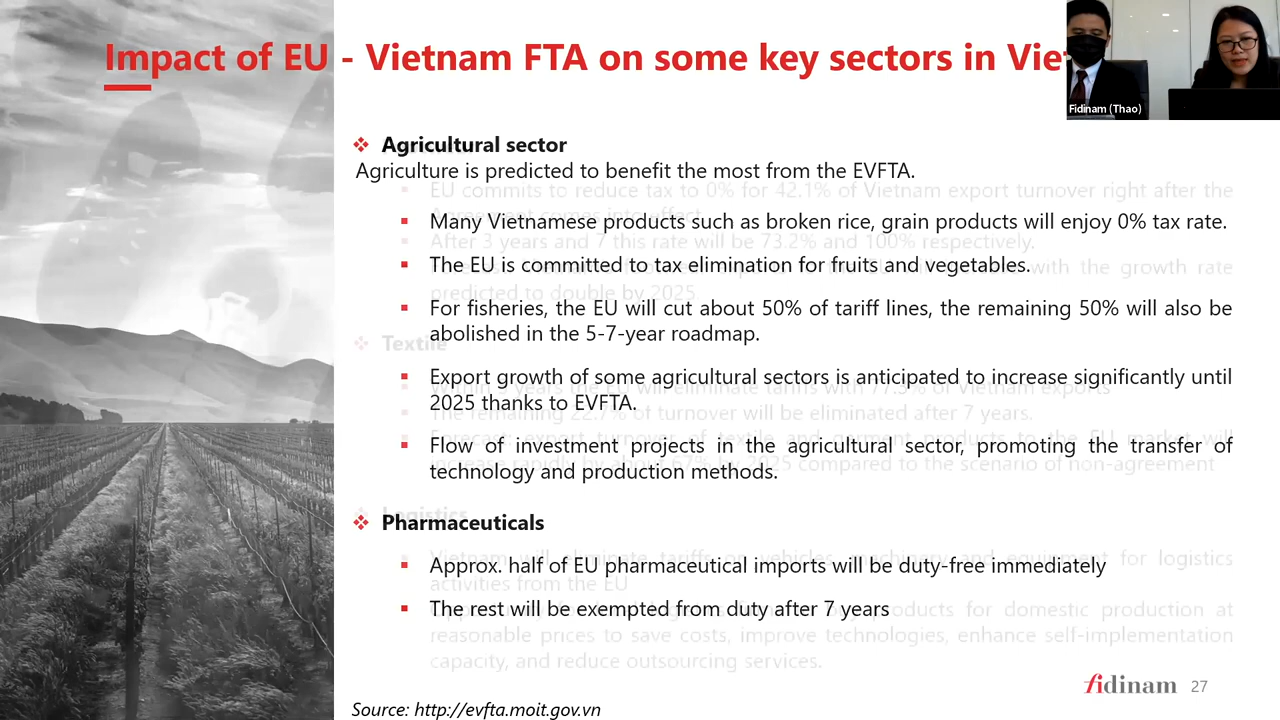 Impact of EU - Vietnam FTA on some key sectors in Viet
Fidinam (Thao)
❖ Agricultural sector
Agriculture is predicted to benefit the most from the EVFTA.
EU commits to reduce tax to 0% for 42.1% of Vietnam export turnover right after the
▪ Many Vietnamese products such as broken rice, grain products will enjoy 0% tax rate.
After 3 years and 7 this rate will be 73.2% and 100% respectively.
▪ The EU is committed to tax elimination for fruits and vegetables.
with the growth rate
predicted to double by 2025
▪ For fisheries, the EU will cut about 50% of tariff lines, the remaining 50% will also be
abolished in the 5-7-year roadmap.
❖ Textile
▪ Export growth of some agricultural sectors is anticipated to increase significantly until
2025 thanks to EVFTA.
The remaining 22.7% of turnover will be eliminated after 7 years.
▪ Flow of investment projects in the agricultural sector, promoting the transfer of
technology and production methods.
compared to the scenario of non-agreement
❖ Logistics
❖ Pharmaceuticals
Vietnam will eliminate tariffs on vehicles, machinery and equipment for logistics
▪ Approx. half of EU pharmaceutical imports will be duty-free immediately
activities from the EU
▪ The rest will be exempted from duty after 7 years
products for domestic production at
reasonable prices to save costs, improve technologies, enhance self-implementation
capacity, and reduce outsourcing services.
fidinam 27
Source: http://evfta.moit.gov.vn